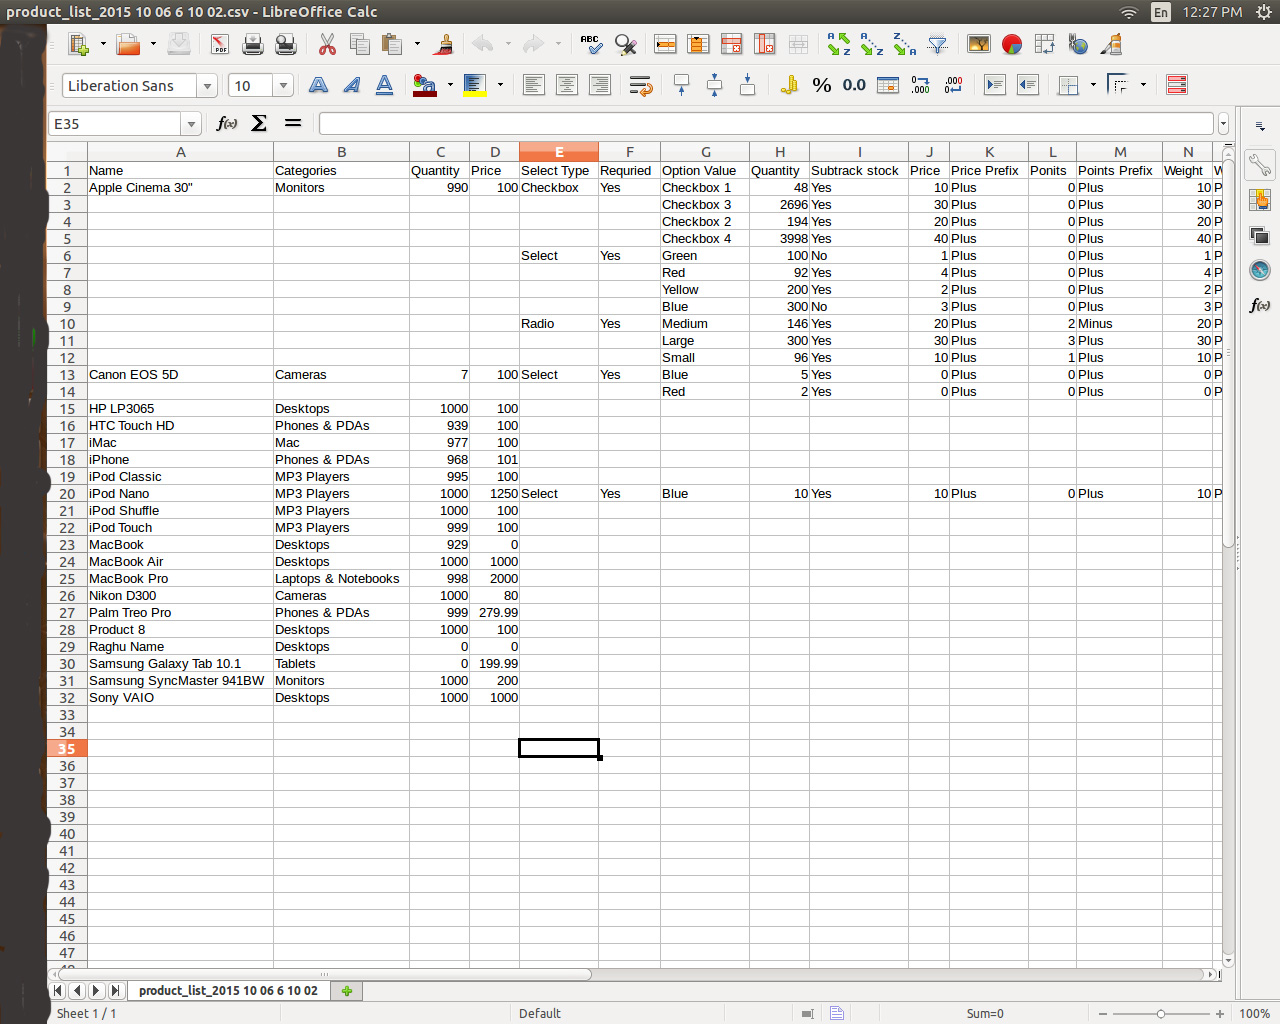 product_list_2015 10 06 6 10 02.csv - LibreOffice Calc En 12:27 PM
Liberation Sans 10
E35
A B C D E F G H I J K L M N
1 Name Categories Quantity Price Select Type Requried Option Value Quantity Subtrack stock Price Price Prefix Ponits Points Prefix Weight W
2 Apple Cinema 30" Monitors 990 100 Checkbox Yes Checkbox 1 48 Yes 10 Plus 0 Plus 10 P
3 Checkbox 3 2696 Yes 30 Plus 0 Plus 30 P
4 Checkbox 2 194 Yes 20 Plus 0 Plus 20 P
5 Checkbox 4 3998 Yes 40 Plus 0 Plus 40 P
6 Select Yes Green 100 No 1 Plus 0 Plus 1 P
7 Red 92 Yes 4 Plus 0 Plus 4 P
8 Yellow 200 Yes 2 Plus 0 Plus 2 P
9 Blue 300 No 3 Plus 0 Plus 3 P
10 Radio Yes Medium 146 Yes 20 Plus 2 Minus 20 P
11 Large 300 Yes 30 Plus 3 Plus 30 P
12 Small 96 Yes 10 Plus 1 Plus 10 P
13 Canon EOS 5D Cameras 7 100 Select Yes Blue 5 Yes 0 Plus 0 Plus 0 P
14 Red 2 Yes 0 Plus 0 Plus 0 P
15 HP LP3065 Desktops 1000 100
16 HTC Touch HD Phones & PDAs 939 100
17 iMac Mac 977 100
18 iPhone Phones & PDAs 968 101
19 iPod Classic MP3 Players 995 100
20 iPod Nano MP3 Players 1000 1250 Select Yes Blue 10 Yes 10 Plus 0 Plus 10 P
21 iPod Shuffle MP3 Players 1000 100
22 iPod Touch MP3 Players 999 100
23 MacBook Desktops 929 0
24 MacBook Air Desktops 1000 1000
25 MacBook Pro Laptops & Notebooks 998 2000
26 Nikon D300 Cameras 1000 80
27 Palm Treo Pro Phones & PDAs 999 279.99
28 Product 8 Desktops 1000 100
29 Raghu Name Desktops 0 0
30 Samsung Galaxy Tab 10.1 Tablets 0 199.99
31 Samsung SyncMaster 941BW Monitors 1000 200
32 Sony VAIO Desktops 1000 1000
33
34
35
36
37
38
39
40
41
42
43
44
45
46
47
product_list_2015 10 06 6 10 02
Sheet 1 / 1 Default Sum=0 100%